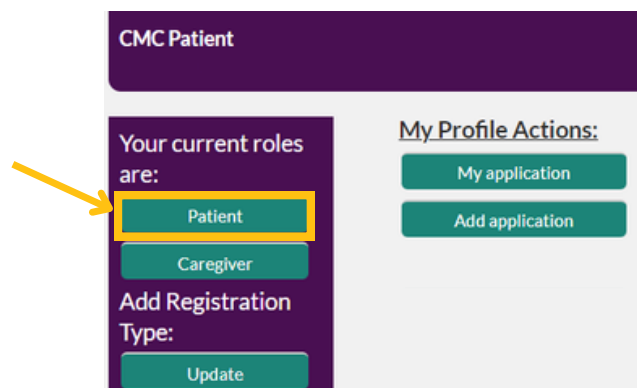 CMC Patient
Your current roles
are:
Patient
Caregiver
Add Registration
Type:
Update
My Profile Actions:
My application
Add application